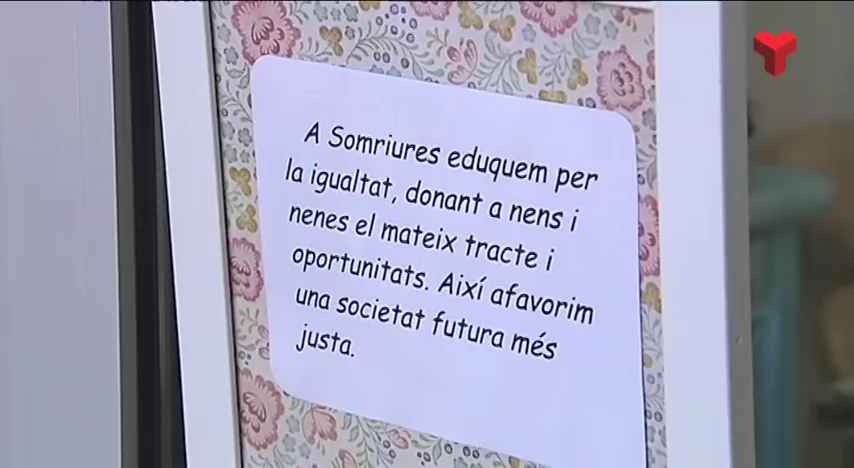 A Somriures eduquem per
la igualtat, donant a nens i
nenes el mateix tracte i
oportunitats. Així afavorim
una societat futura més
justa.